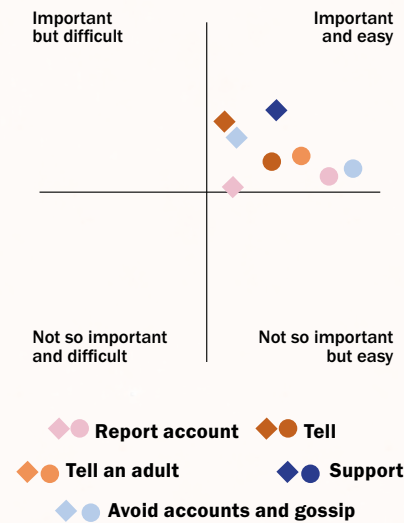 Important
but difficult
Important
and easy
Not so important
and difficult
Not so important
but easy
Report account
Tell
Tell an adult
Support
Avoid accounts and gossip